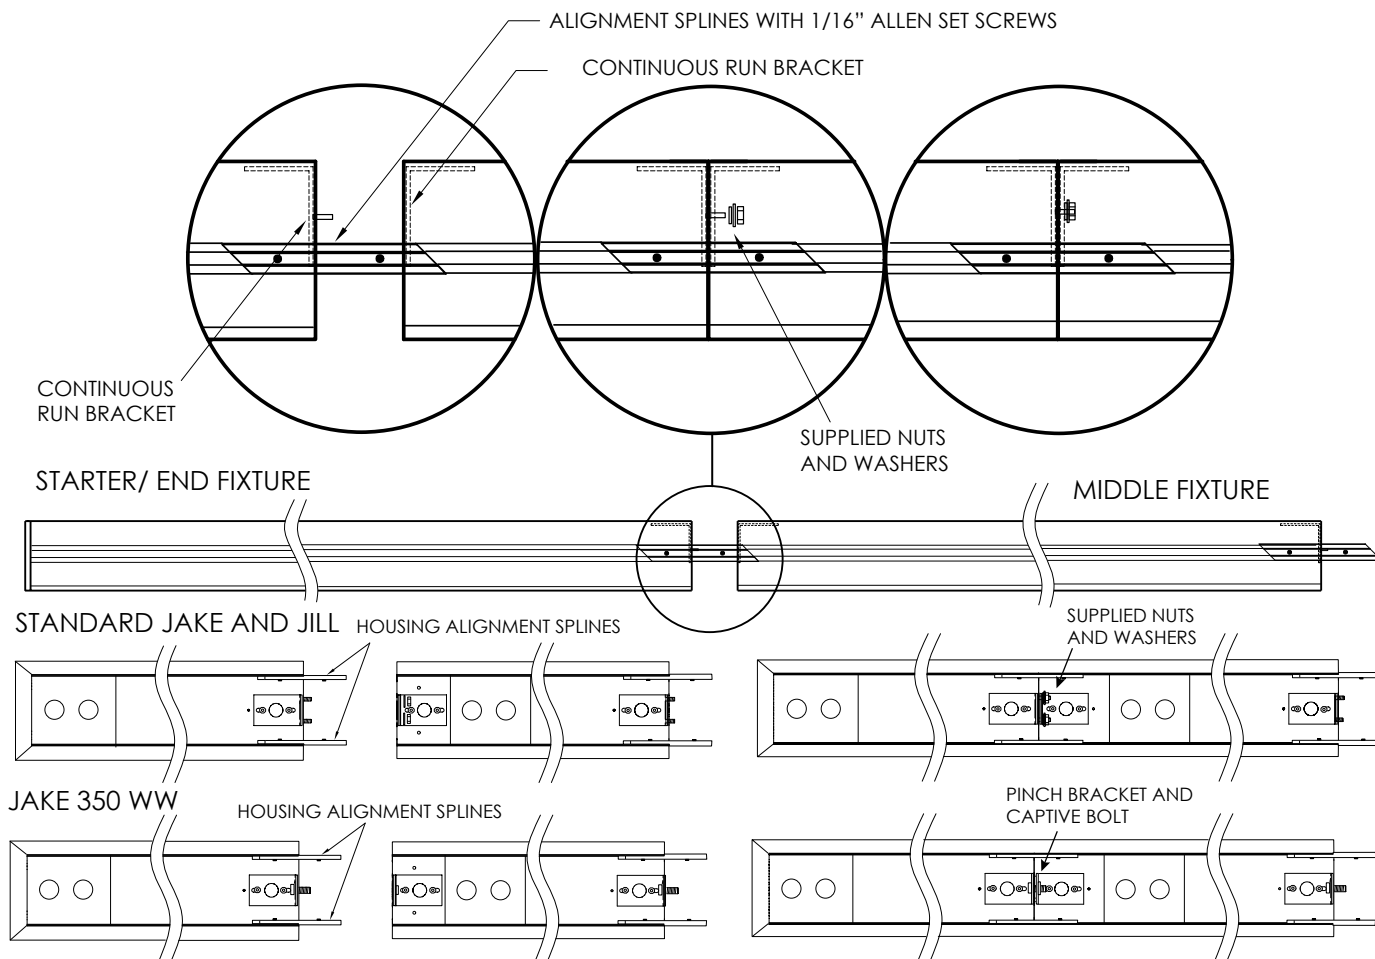 ALIGNMENT SPLINES WITH 1/16” ALLEN SET SCREWS
CONTINUOUS RUN BRACKET
CONTINUOUS
RUN BRACKET
SUPPLIED NUTS
AND WASHERS
STARTER/ END FIXTURE
MIDDLE FIXTURE
STANDARD JAKE AND JILL
HOUSING ALIGNMENT SPLINES
SUPPLIED NUTS
AND WASHERS
JAKE 350 WW
HOUSING ALIGNMENT SPLINES
PINCH BRACKET AND
CAPTIVE BOLT